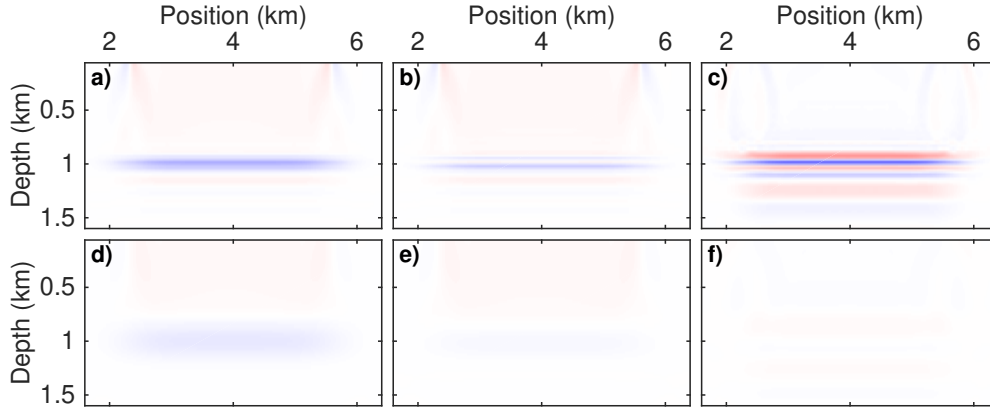 Position (km) Position (km) Position (km)
2 4 6 2 4 6 2 4 6
a) b) c)
Depth (km)
0.5
1
1.5
d) e) f)
Depth (km)
0.5
1
1.5